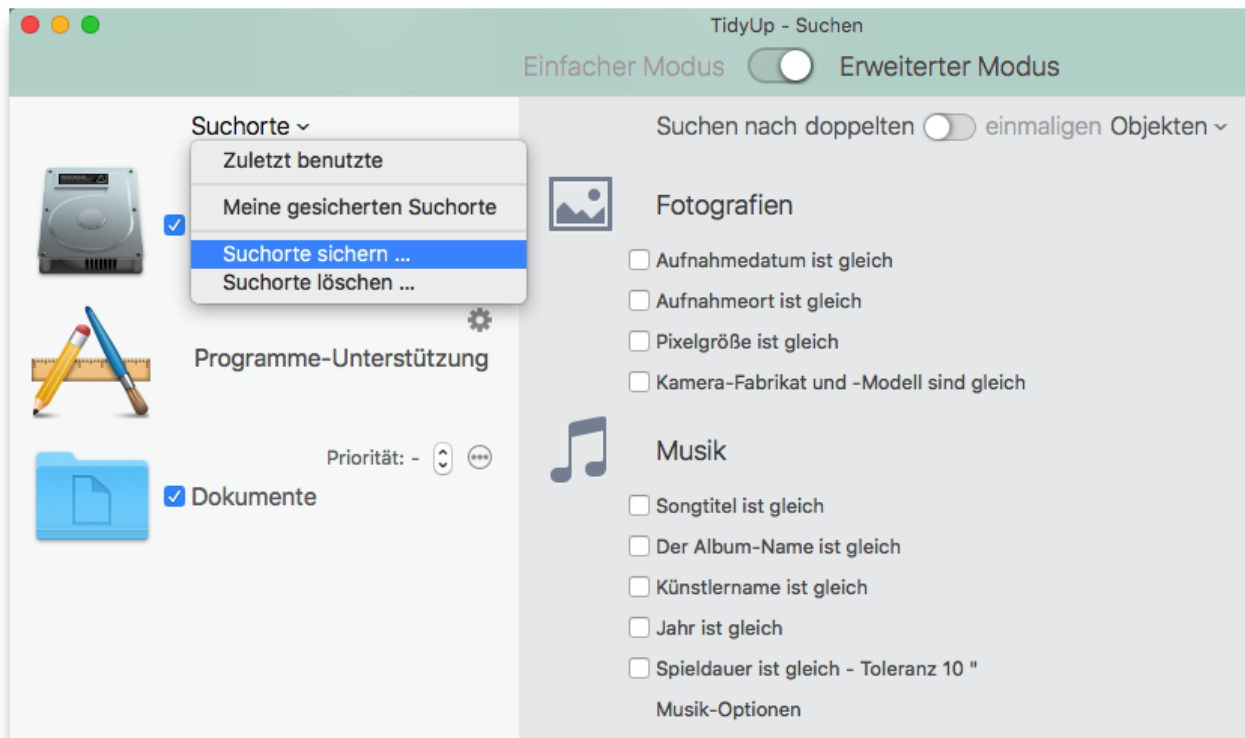 TidyUp - Suchen
Einfacher Modus Erweiterter Modus
Suchorte
Zuletzt benutzte
Meine gesicherten Suchorte
Suchorte sichern ...
Suchorte löschen ...
Programme-Unterstützung
Priorität: -
Dokumente
Suchen nach doppelten einmaligen Objekten
Fotografien
Aufnahmedatum ist gleich
Aufnahmeort ist gleich
Pixelgröße ist gleich
Kamera-Fabrikat und -Modell sind gleich
Musik
Songtitel ist gleich
Der Album-Name ist gleich
Künstlername ist gleich
Jahr ist gleich
Spieldauer ist gleich - Toleranz 10 "
Musik-Optionen